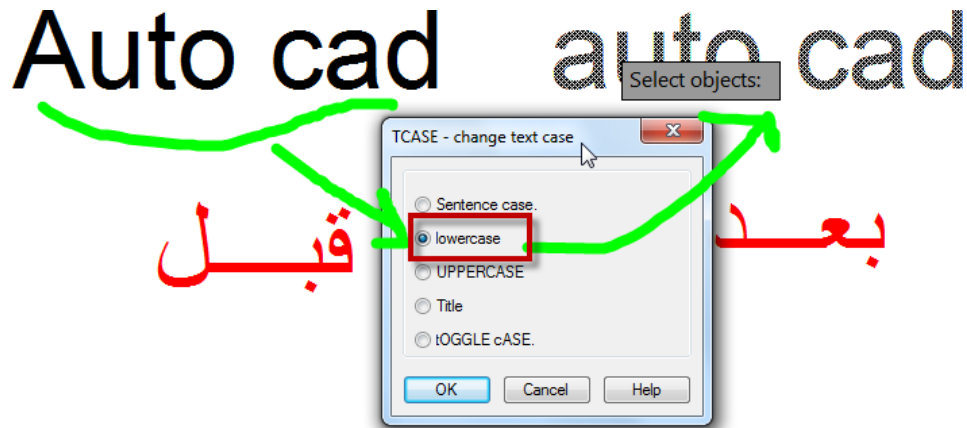 Auto cad
auto cad
Select objects:
TCASE - change text case
Sentence case.
lowercase
UPPERCASE
Title
tOGGLE cASE.
OK
Cancel
Help
قبــل
بعــد